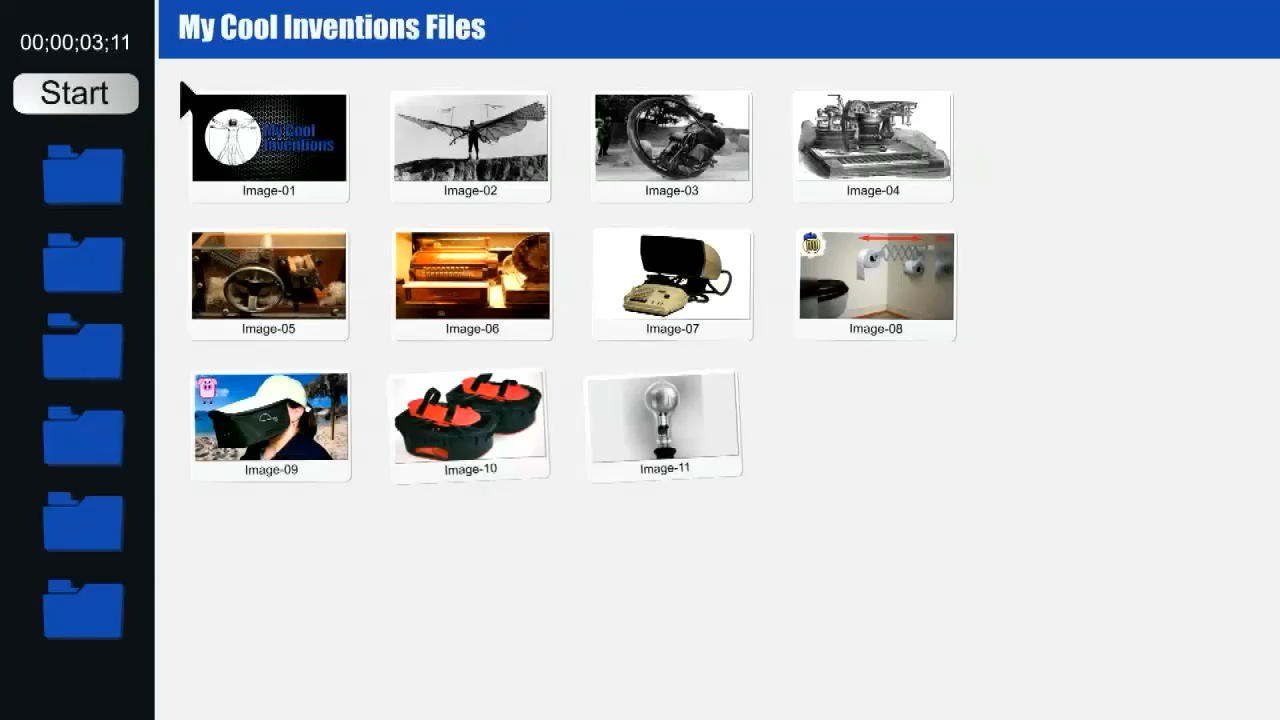 My Cool Inventions Files
00;00;03;11
Start
My Cool
Inventions
Image-01
Image-02
Image-03
Image-04
Image-05
Image-06
Image-07
Image-08
Image-09
Image-10
Image-11